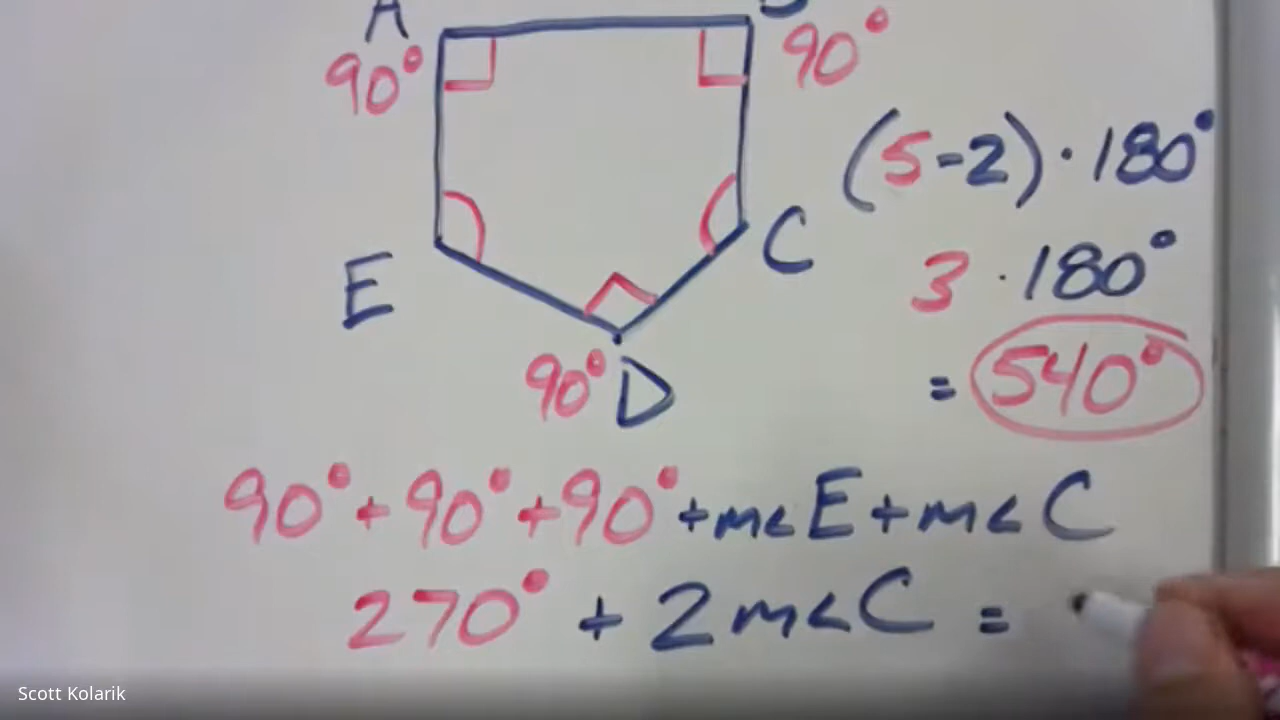 A
90°
90°
(5-2)·180°
E
C
3 ·180°
90° D
= 540°
90°+90°+90°+m<E+m<C
270° + 2m<C =
Scott Kolarik